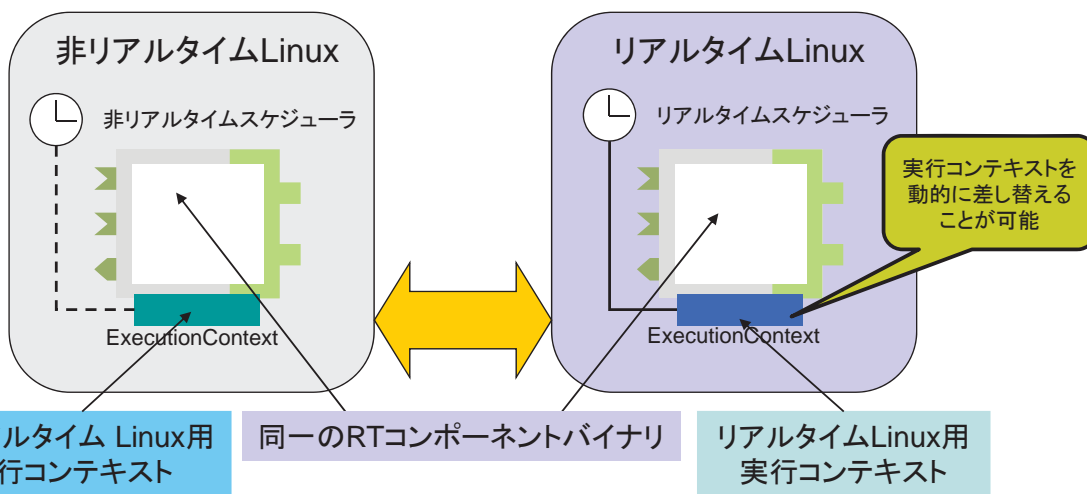 非リアルタイムLinux
非リアルタイムスケジューラ
ExecutionContext
リアルタイムLinux
リアルタイムスケジューラ
ExecutionContext
実行コンテキストを
動的に差し替える
ことが可能
ルタイム Linux用
行コンテキスト
同一のRTコンポーネントバイナリ
リアルタイムLinux用
実行コンテキスト